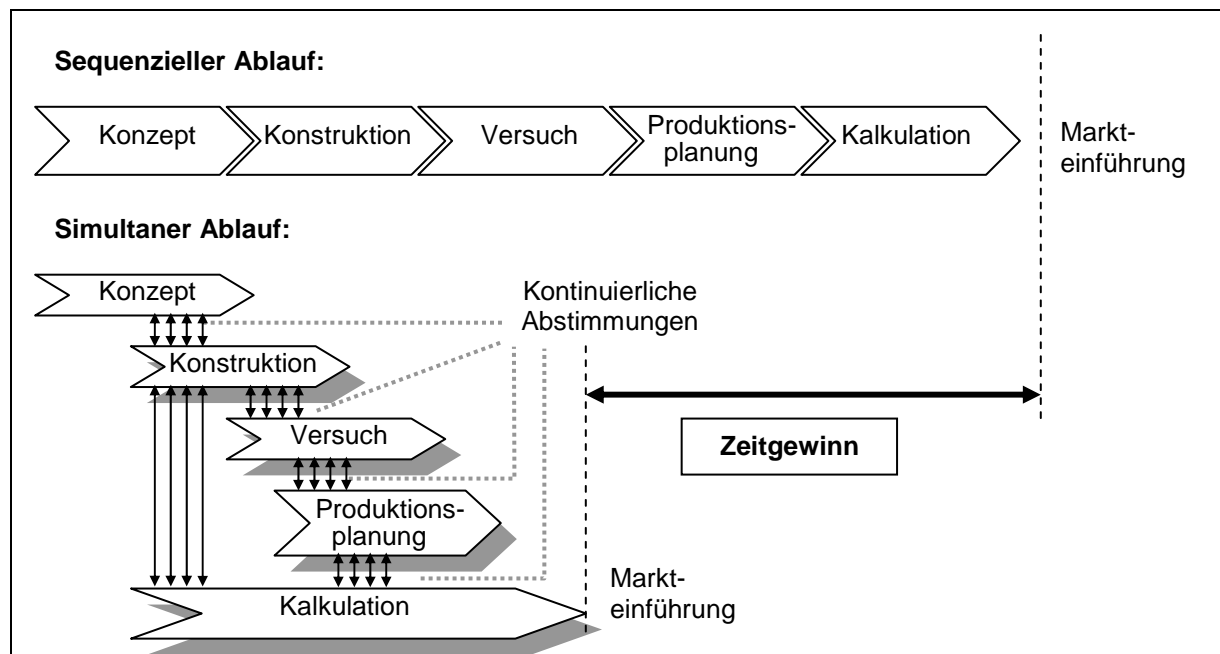 Sequenzieller Ablauf:
Konzept
Konstruktion
Versuch
Produktions-
planung
Kalkulation
Markt-
einführung
Simultaner Ablauf:
Konzept
Kontinuierliche
Abstimmungen
Konstruktion
Versuch
Zeitgewinn
Produktions-
planung
Kalkulation
Markt-
einführung